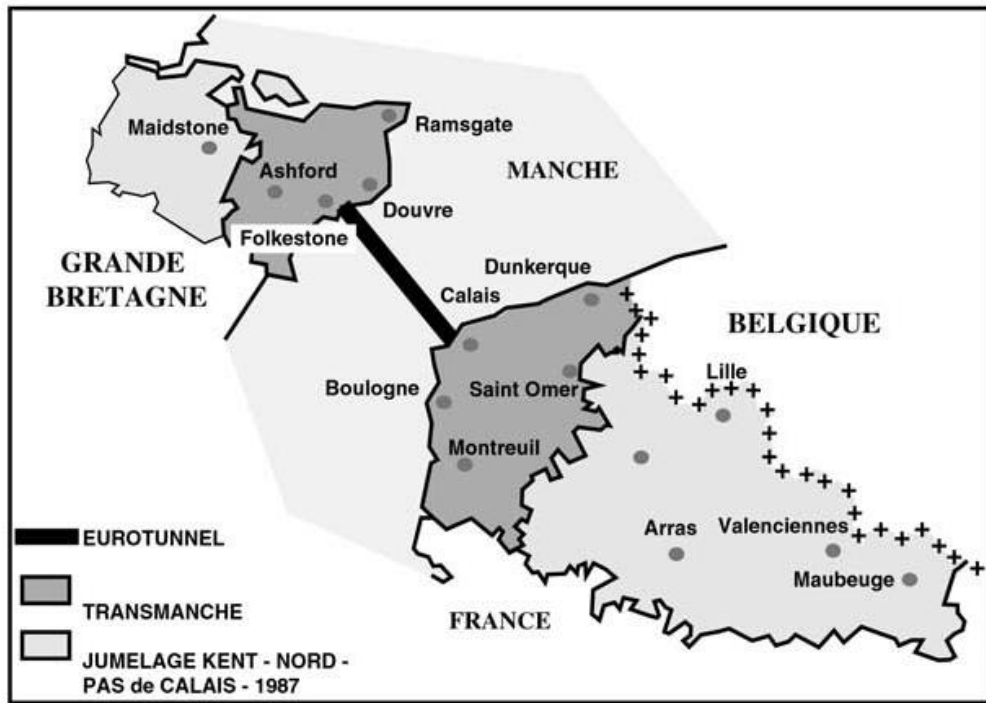 Maidstone
Ramsgate
Ashford
MANCHE
Douvre
Folkestone
GRANDE
BRETAGNE
Dunkerque
Calais
BELGIQUE
Lille
Boulogne
Saint Omer
Montreuil
EUROTUNNEL
Arras
Valenciennes
Maubeuge
TRANSMANCHE
FRANCE
JUMELAGE KENT - NORD -
PAS de CALAIS - 1987